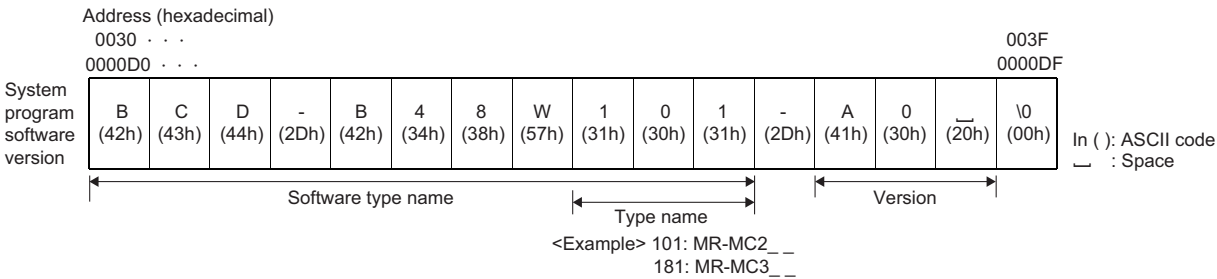 Address (hexadecimal)
0030 · · · 003F
0000D0 · · · 0000DF
System
program
software
version
B C D - B 4 8 W 1 0 1 - A 0 ⎵ \0
(42h) (43h) (44h) (2Dh) (42h) (34h) (38h) (57h) (31h) (30h) (31h) (2Dh) (41h) (30h) (20h) (00h)
In ( ): ASCII code
⎵ : Space
Software type name
Version
Type name
<Example> 101: MR-MC2_ _
181: MR-MC3_ _